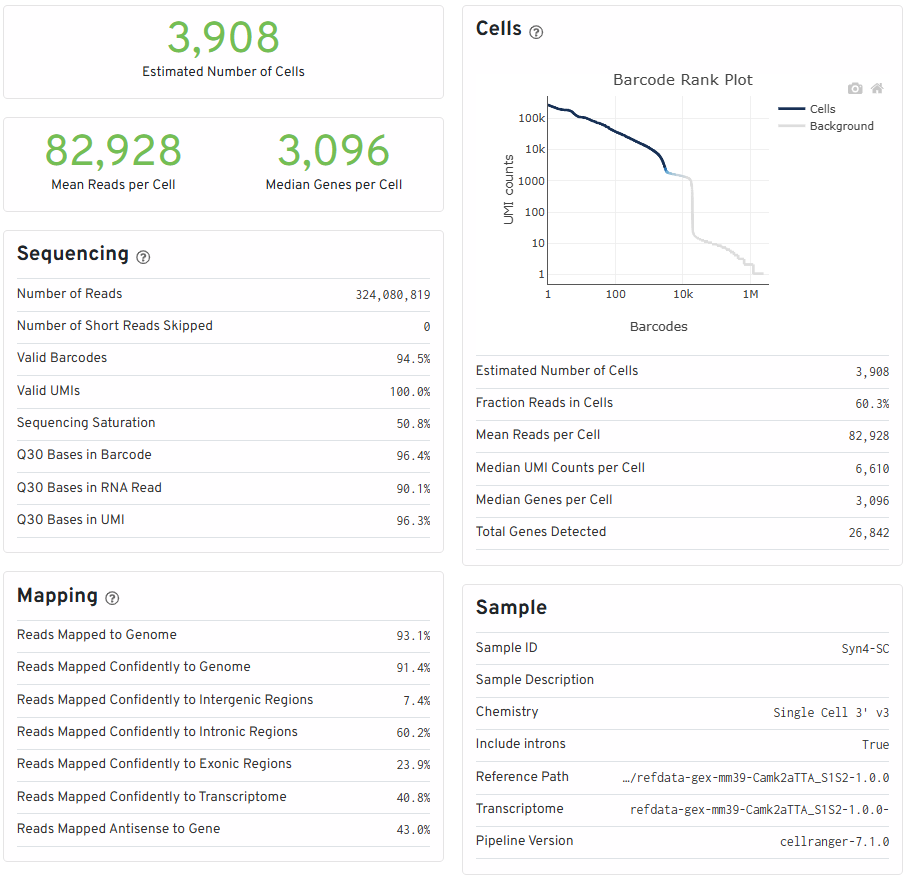 3,908
Estimated Number of Cells
82,928
Mean Reads per Cell
3,096
Median Genes per Cell
Sequencing ?
Number of Reads 324,080,819
Number of Short Reads Skipped 0
Valid Barcodes 94.5%
Valid UMIs 100.0%
Sequencing Saturation 50.8%
Q30 Bases in Barcode 96.4%
Q30 Bases in RNA Read 90.1%
Q30 Bases in UMI 96.3%
Mapping ?
Reads Mapped to Genome 93.1%
Reads Mapped Confidently to Genome 91.4%
Reads Mapped Confidently to Intergenic Regions 7.4%
Reads Mapped Confidently to Intronic Regions 60.2%
Reads Mapped Confidently to Exonic Regions 23.9%
Reads Mapped Confidently to Transcriptome 40.8%
Reads Mapped Antisense to Gene 43.0%
Cells ?
Barcode Rank Plot
Cells
Background
UMI counts
100k
10k
1000
100
10
1
1 100 10k 1M
Barcodes
Estimated Number of Cells 3,908
Fraction Reads in Cells 60.3%
Mean Reads per Cell 82,928
Median UMI Counts per Cell 6,610
Median Genes per Cell 3,096
Total Genes Detected 26,842
Sample
Sample ID Syn4-SC
Sample Description
Chemistry Single Cell 3' v3
Include introns True
Reference Path …/refdata-gex-mm39-Camk2aTTA_S1S2-1.0.0
Transcriptome refdata-gex-mm39-Camk2aTTA_S1S2-1.0.0-
Pipeline Version cellranger-7.1.0